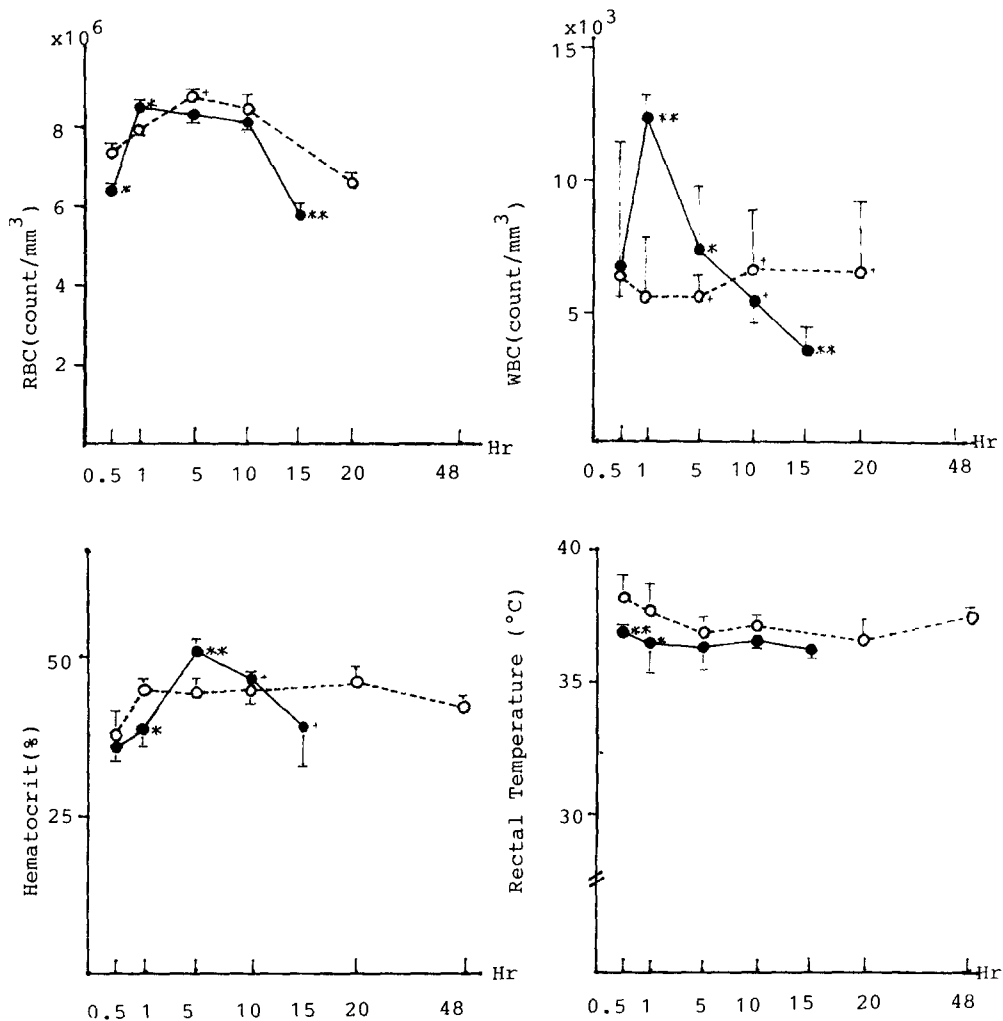 x10^6
8
6
4
2
RBC(count/mm^3)
* * + **
Hr
0.5 1 5 10 15 20 48
x10^3
15
10
5
WBC(count/mm^3)
** * + + + + **
Hr
0.5 1 5 10 15 20 48
50
25
Hematocrit(%)
* ** + +
Hr
0.5 1 5 10 15 20 48
40
35
30
Rectal Temperature (°C)
** *
Hr
0.5 1 5 10 15 20 48